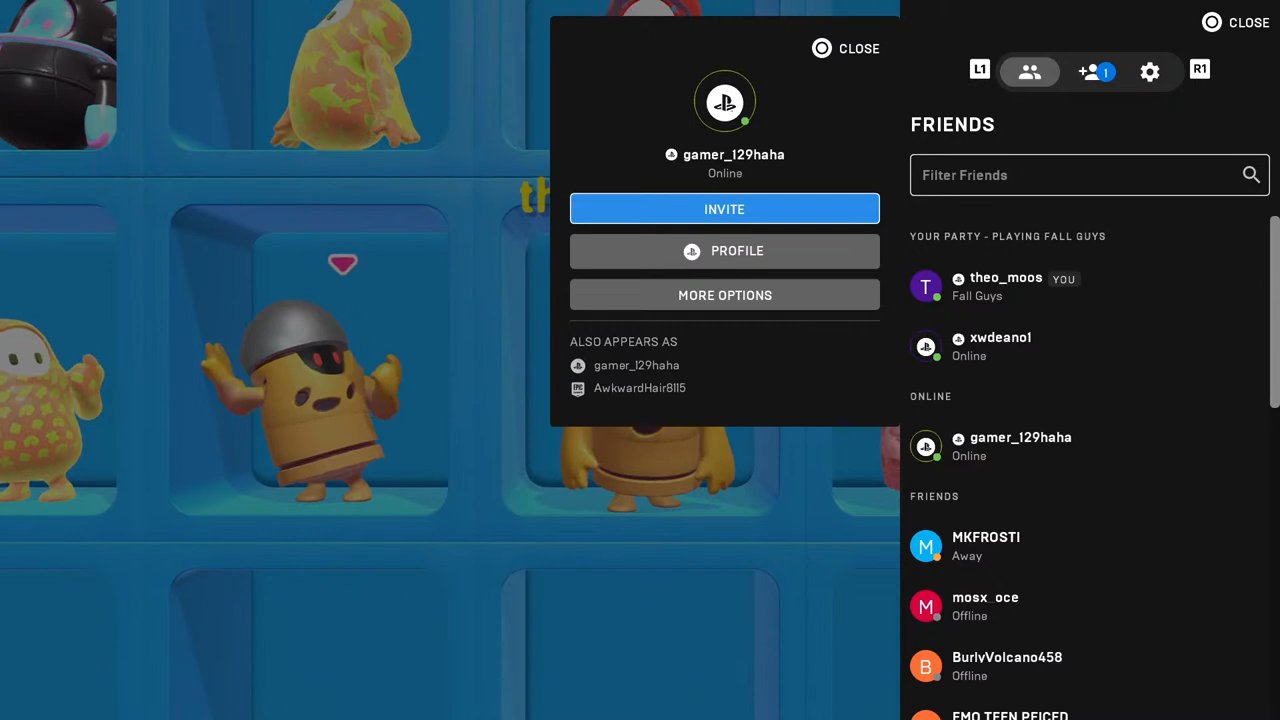 CLOSE
L1
1
R1
FRIENDS
Filter Friends
YOUR PARTY - PLAYING FALL GUYS
T
theo_moos YOU
Fall Guys
xwdeano1
Online
ONLINE
gamer_129haha
Online
FRIENDS
M
MKFROSTI
Away
M
mosx_oce
Offline
B
BurlyVolcano458
Offline
CLOSE
gamer_129haha
Online
INVITE
PROFILE
MORE OPTIONS
ALSO APPEARS AS
gamer_129haha
EPIC
AwkwardHair8115
th